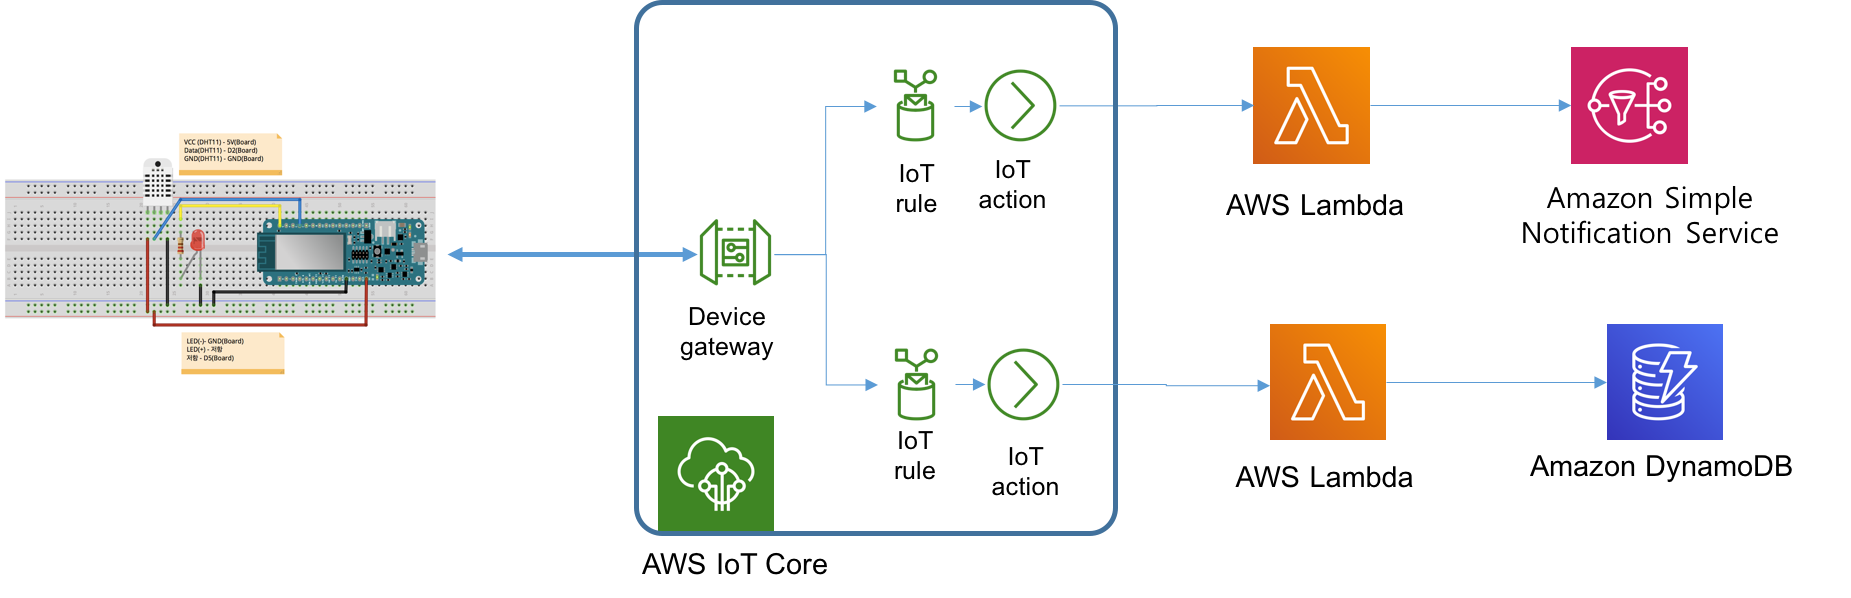 VCC (DHT11) - 5V(Board)
Data(DHT11) - D2(Board)
GND(DHT11) - GND(Board)
LED(-)- GND(Board)
LED(+) - 저항
저항 - D5(Board)
Device
gateway
IoT
rule
IoT
action
IoT
rule
IoT
action
AWS IoT Core
AWS Lambda
Amazon Simple
Notification Service
AWS Lambda
Amazon DynamoDB